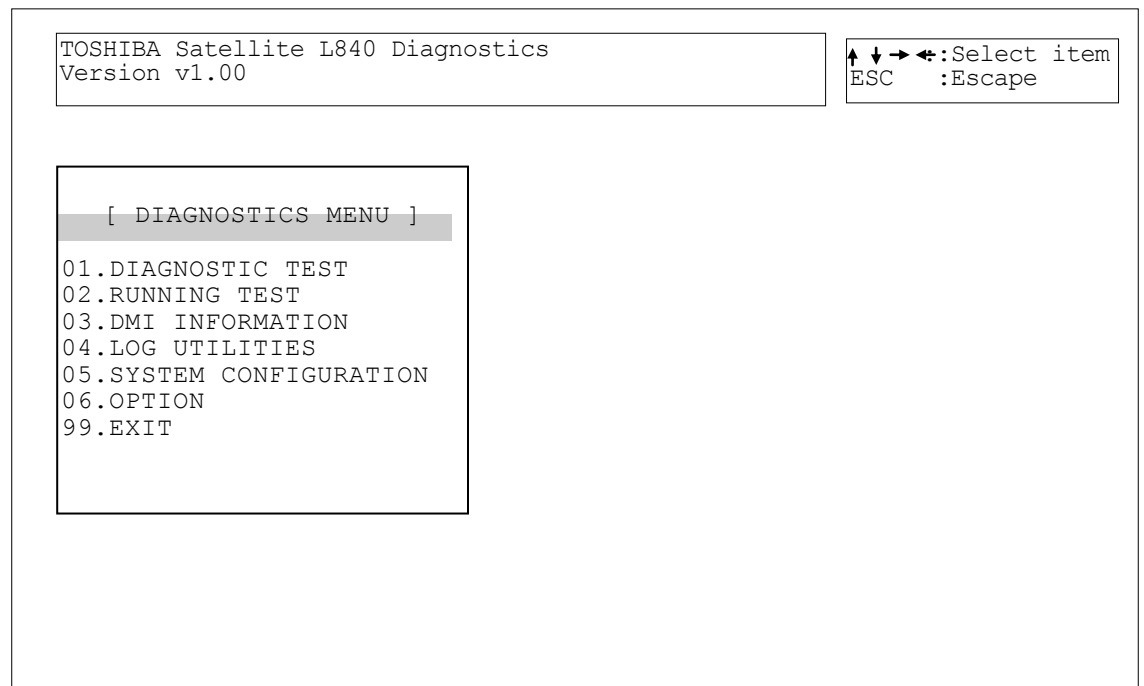 TOSHIBA Satellite L840 Diagnostics
Version v1.00
↑ ↓ → ←:Select item
ESC :Escape
[ DIAGNOSTICS MENU ]
01.DIAGNOSTIC TEST
02.RUNNING TEST
03.DMI INFORMATION
04.LOG UTILITIES
05.SYSTEM CONFIGURATION
06.OPTION
99.EXIT